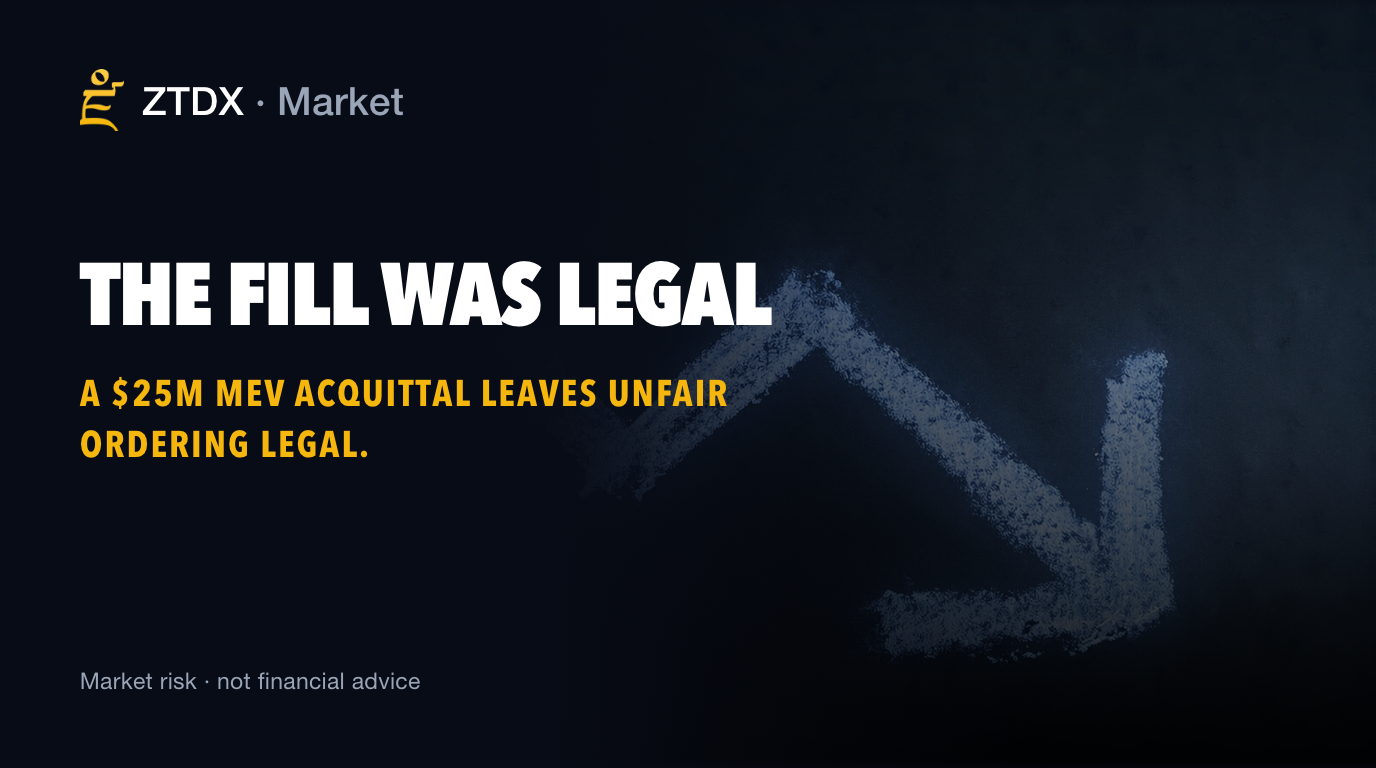 ZTDX · Market
THE FILL WAS LEGAL
A $25M MEV ACQUITTAL LEAVES UNFAIR
ORDERING LEGAL.
Market risk · not financial advice